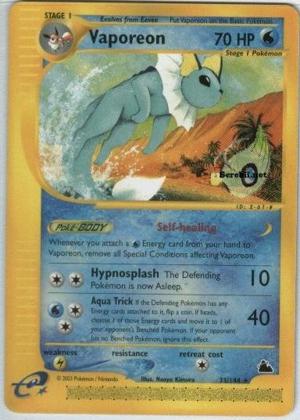 STAGE 1
Evolves from Eevee
Put Vaporeon on the Basic Pokémon
Vaporeon
70 HP
Stage 1 Pokémon
Serebii.net
ID: E-61-#
Poké-BODY
Self-healing
Whenever you attach a Energy card from your hand to
Vaporeon, remove all Special Conditions affecting Vaporeon.
Hypnosplash The Defending
Pokémon is now Asleep.
10
Aqua Trick If the Defending Pokémon has any
Energy cards attached to it, flip a coin. If heads,
choose 1 of those Energy cards and move it to 1 of
your opponent's Benched Pokémon, if your opponent
has any Benched Pokémon.
40
weakness
resistance
retreat cost
e
©2003 Pokémon / Nintendo
Illus. Naoyo Kimura
33/144